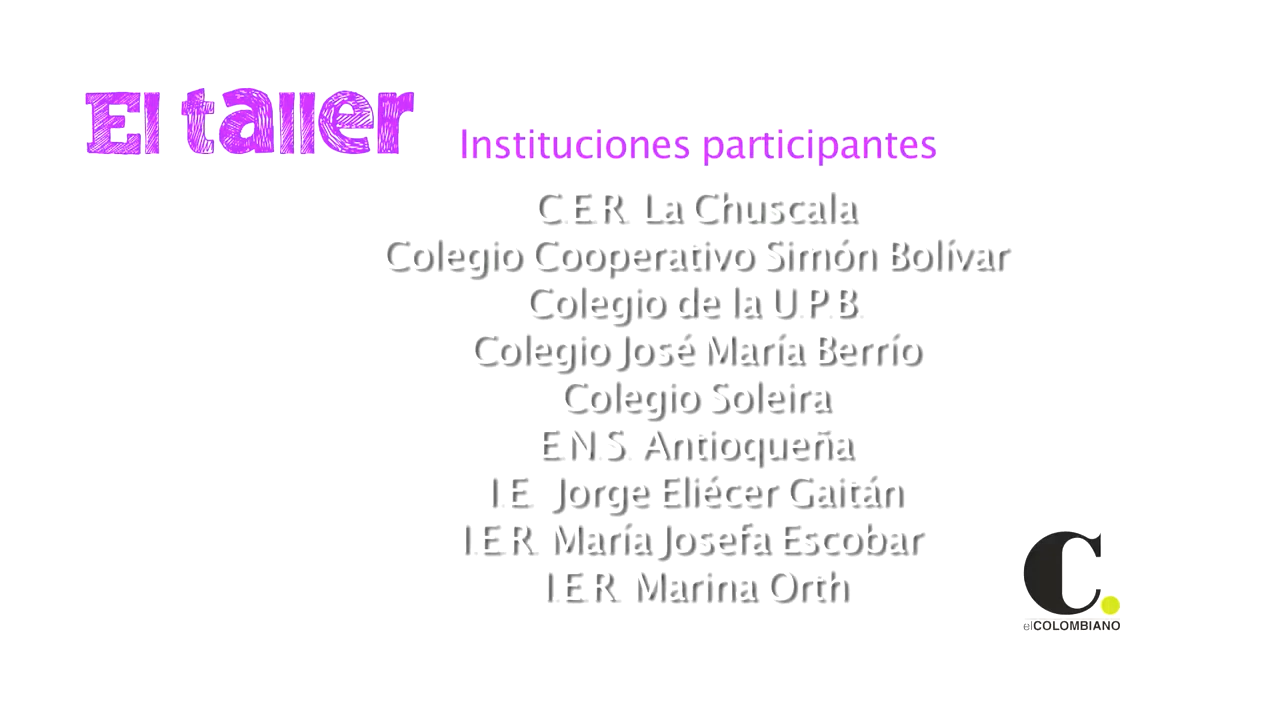 El taller
Instituciones participantes
C.E.R. La Chuscala
Colegio Cooperativo Simón Bolívar
Colegio de la U.P.B.
Colegio José María Berrío
Colegio Soleira
E.N.S. Antioqueña
I.E. Jorge Eliécer Gaitán
I.E.R. María Josefa Escobar
I.E.R. Marina Orth
C.
elCOLOMBIANO